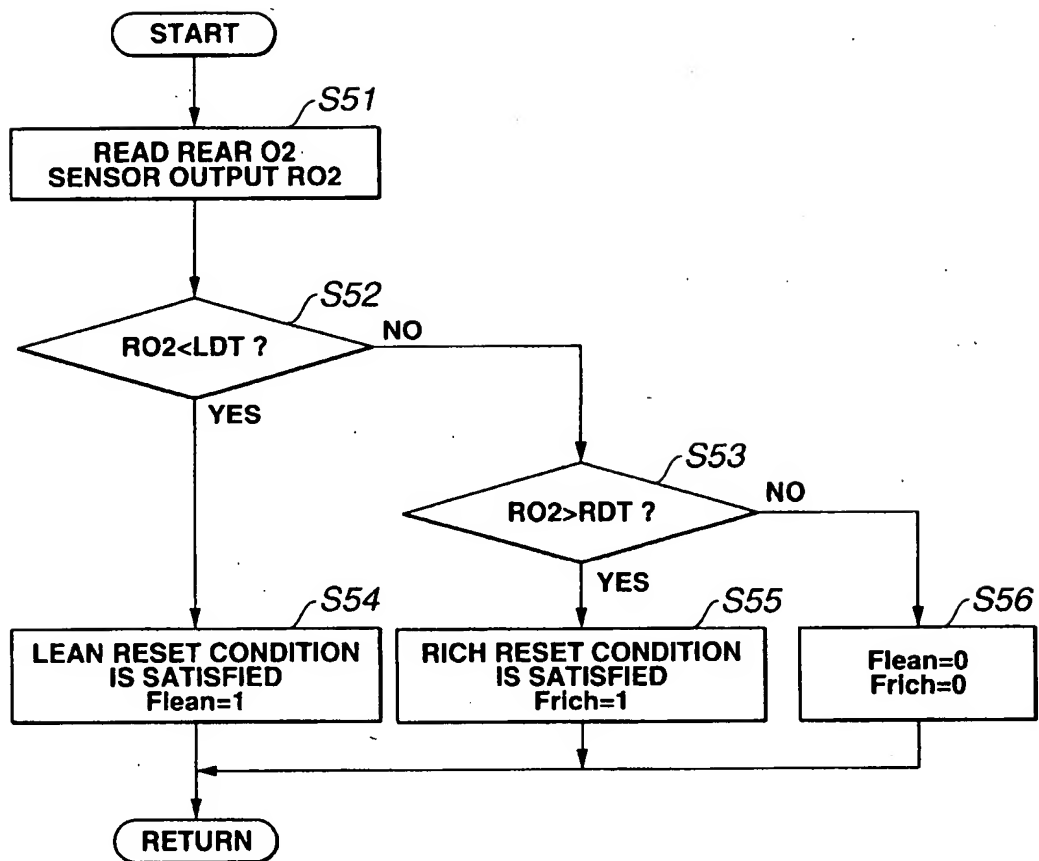 START
S51
READ REAR O2
SENSOR OUTPUT RO2
S52
RO2<LDT ?
NO
YES
S53
RO2>RDT ?
NO
YES
S54
LEAN RESET CONDITION
IS SATISFIED
Flean=1
S55
RICH RESET CONDITION
IS SATISFIED
Frich=1
S56
Flean=0
Frich=0
RETURN